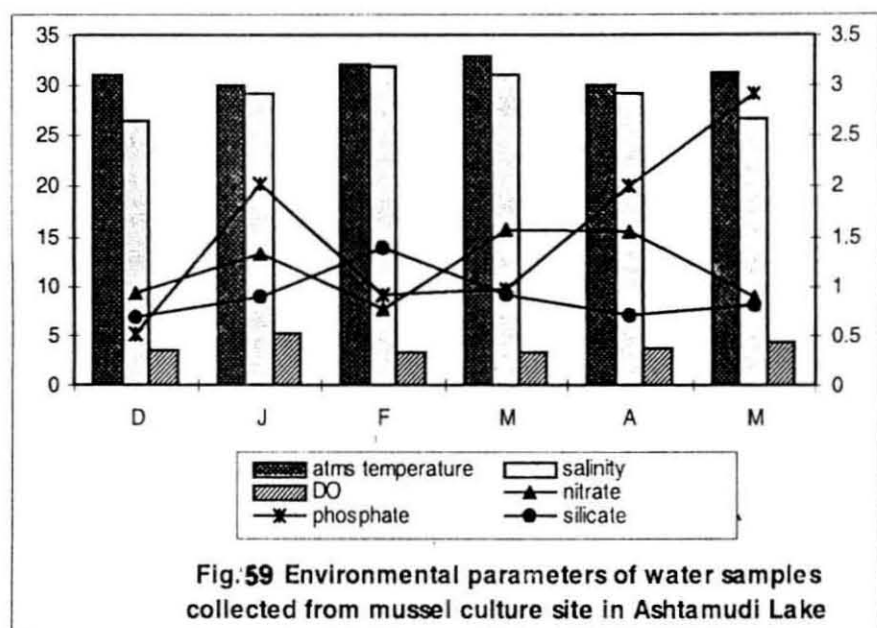 35 3.5
30 3
25 2.5
20 2
15 1.5
10 1
5 0.5
0 0
D J F M A M
atms temperature salinity
DO nitrate
phosphate silicate
Fig.59 Environmental parameters of water samples
collected from mussel culture site in Ashtamudi Lake